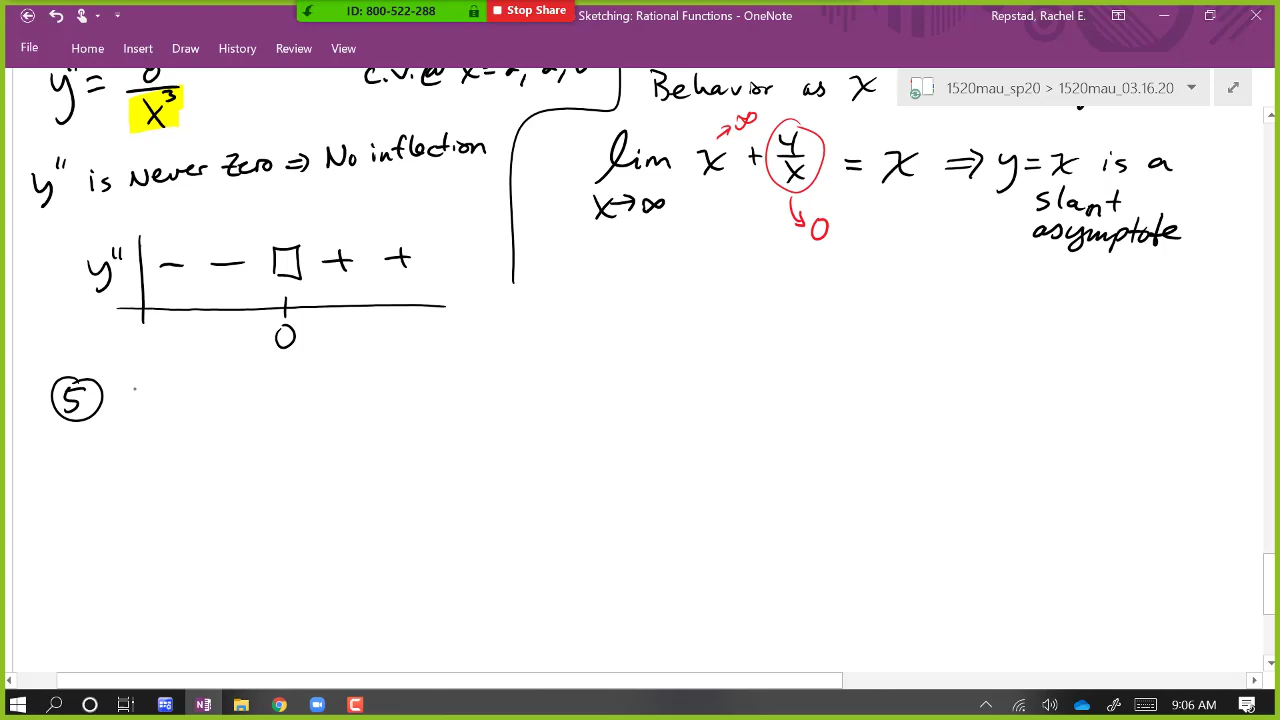 ID: 800-522-288
Stop Share
Sketching: Rational Functions - OneNote
Repstad, Rachel E.
File Home Insert Draw History Review View
1520mau_sp20 > 1520mau_03.16.20
y" = 8/x³
C.V.@ x=
y" is Never Zero ⇒ No inflection
y" - - □ + +
0
⑤
Behavior as x
lim x + 4/x = x ⇒ y = x is a
x→∞
→∞
→0
slant
asymptote
9:06 AM